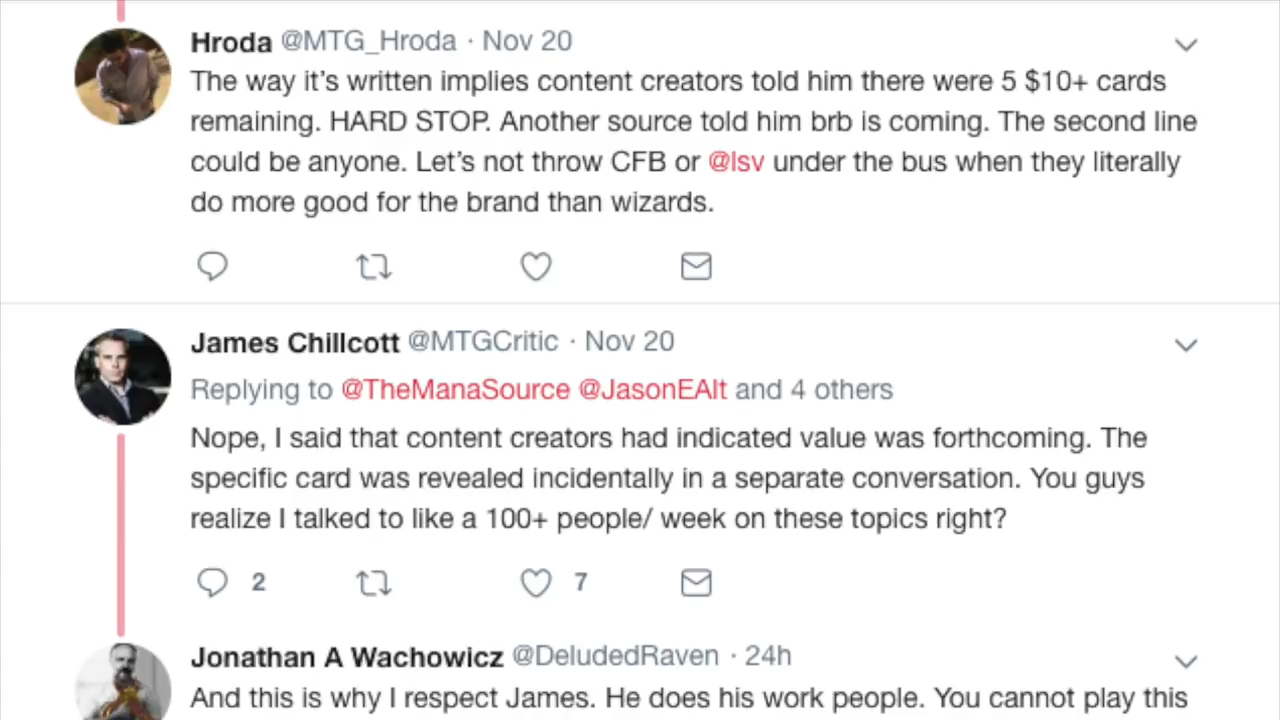 Hroda @MTG_Hroda · Nov 20
The way it’s written implies content creators told him there were 5 $10+ cards
remaining. HARD STOP. Another source told him brb is coming. The second line
could be anyone. Let’s not throw CFB or @lsv under the bus when they literally
do more good for the brand than wizards.
James Chillcott @MTGCritic · Nov 20
Replying to @TheManaSource @JasonEAlt and 4 others
Nope, I said that content creators had indicated value was forthcoming. The
specific card was revealed incidentally in a separate conversation. You guys
realize I talked to like a 100+ people/ week on these topics right?
2 7
Jonathan A Wachowicz @DeludedRaven · 24h
And this is why I respect James. He does his work people. You cannot play this